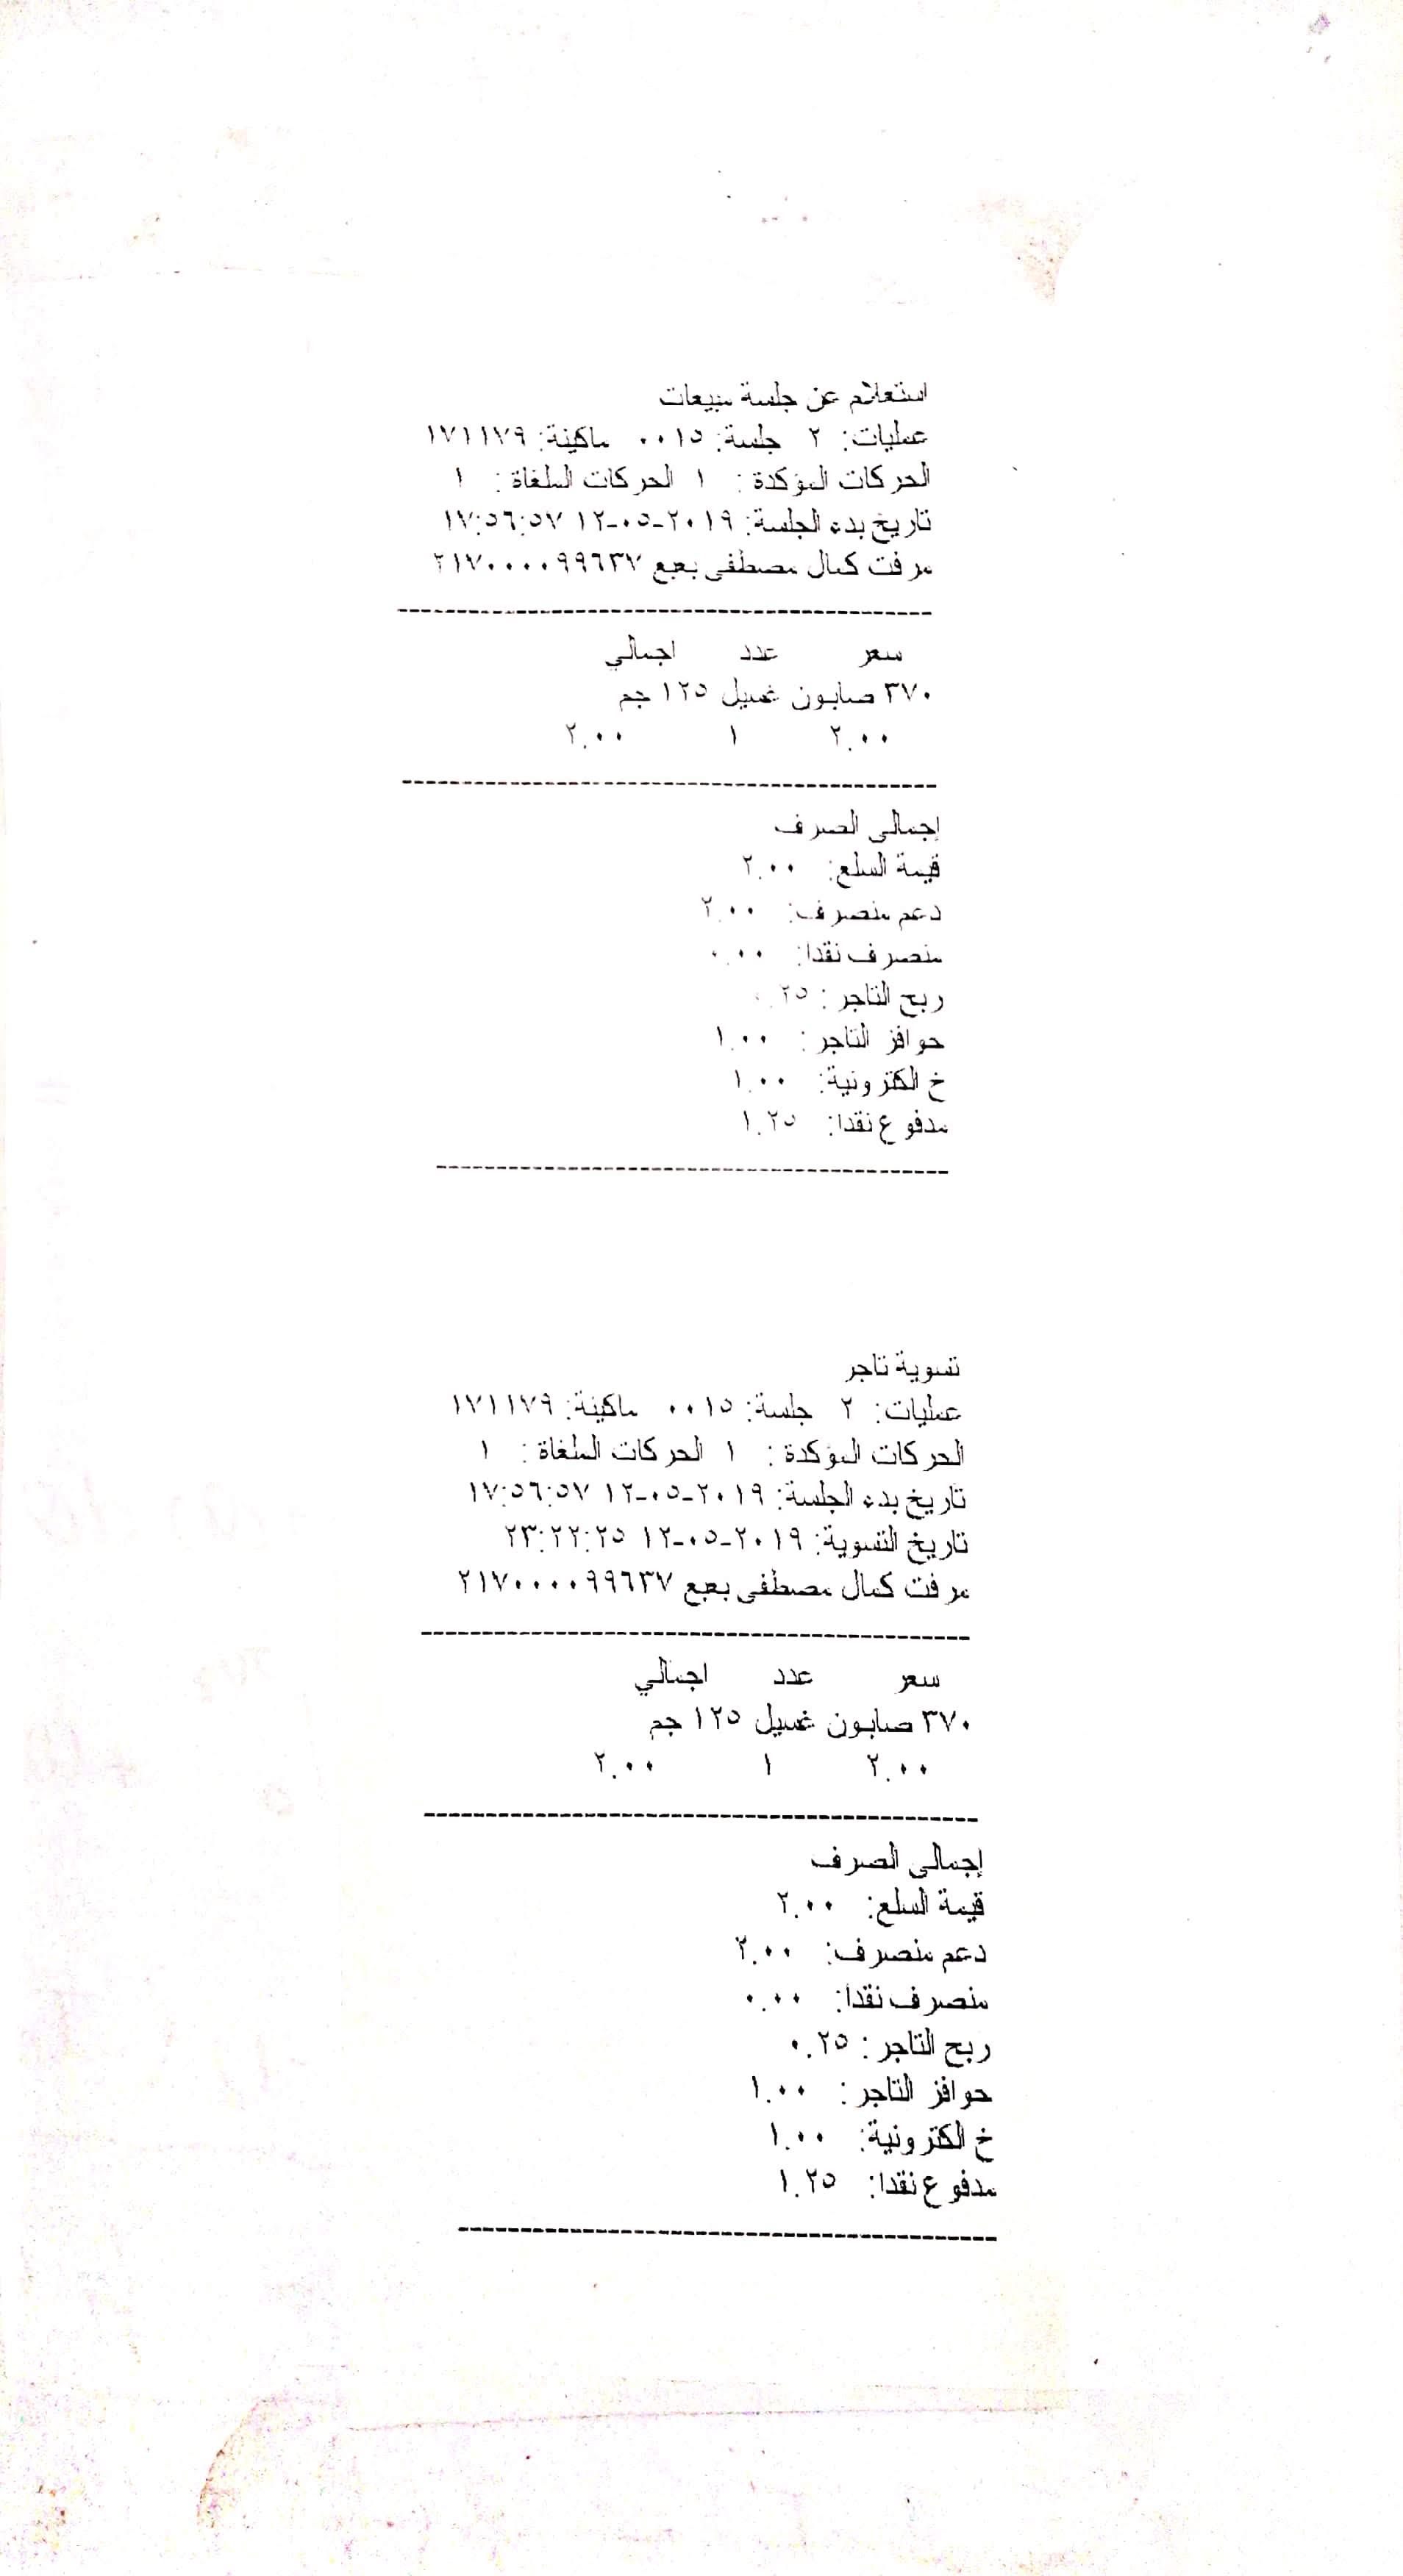 استعلام عن جلسة مبيعات
عمليات: ٢ جلسة: ٠٠١٥ ماكينة: ١٧١١٧٩
الحركات المؤكدة : ١ الحركات الملغاة : ١
تاريخ بدء الجلسة: ٢٠١٩-٠٥-١٢ ١٧:٥٦:٥٧
مرفت كمال مصطفى بعبع ٢١٧٠٠٠٠٩٩٦٣٧
سعر عدد اجمالي
٣٧٠ صابون غسيل ١٢٥ جم
٢.٠٠ ١ ٢.٠٠
إجمالى الصرف
قيمة السلع: ٢.٠٠
دعم منصرف: ٢.٠٠
منصرف نقدا: ٠.٠٠
ربح التاجر : ٠.٢٥
حوافز التاجر : ١.٠٠
خ الكترونية: ١.٠٠
مدفوع نقدا: ١.٢٥
تسوية تاجر
عمليات: ٢ جلسة: ٠٠١٥ ماكينة: ١٧١١٧٩
الحركات المؤكدة : ١ الحركات الملغاة : ١
تاريخ بدء الجلسة: ٢٠١٩-٠٥-١٢ ١٧:٥٦:٥٧
تاريخ التسوية: ٢٠١٩-٠٥-١٢ ٢٣:٢٢:٢٥
مرفت كمال مصطفى بعبع ٢١٧٠٠٠٠٩٩٦٣٧
سعر عدد اجمالي
٣٧٠ صابون غسيل ١٢٥ جم
٢.٠٠ ١ ٢.٠٠
إجمالى الصرف
قيمة السلع: ٢.٠٠
دعم منصرف: ٢.٠٠
منصرف نقدا: ٠.٠٠
ربح التاجر : ٠.٢٥
حوافز التاجر : ١.٠٠
خ الكترونية: ١.٠٠
مدفوع نقدا: ١.٢٥